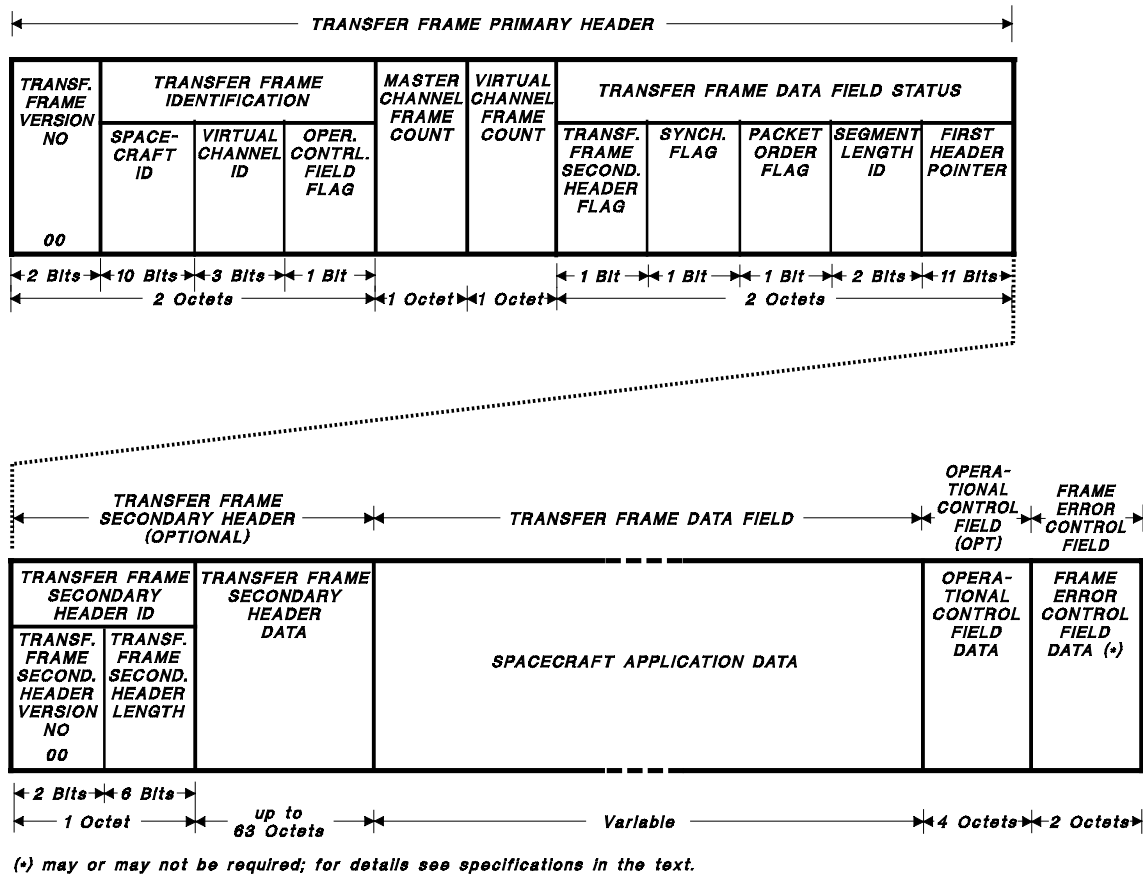 TRANSFER FRAME PRIMARY HEADER
TRANSF.
FRAME
VERSION
NO
00
TRANSFER FRAME
IDENTIFICATION
SPACE-
CRAFT
ID
VIRTUAL
CHANNEL
ID
OPER.
CONTRL.
FIELD
FLAG
MASTER
CHANNEL
FRAME
COUNT
VIRTUAL
CHANNEL
FRAME
COUNT
TRANSFER FRAME DATA FIELD STATUS
TRANSF.
FRAME
SECOND.
HEADER
FLAG
SYNCH.
FLAG
PACKET
ORDER
FLAG
SEGMENT
LENGTH
ID
FIRST
HEADER
POINTER
2 Bits 10 Bits 3 Bits 1 Bit 1 Bit 1 Bit 1 Bit 2 Bits 11 Bits
2 Octets 1 Octet 1 Octet 2 Octets
TRANSFER FRAME
SECONDARY HEADER
(OPTIONAL)
TRANSFER FRAME DATA FIELD
OPERA-
TIONAL
CONTROL
FIELD
(OPT)
FRAME
ERROR
CONTROL
FIELD
TRANSFER FRAME
SECONDARY
HEADER ID
TRANSF.
FRAME
SECOND.
HEADER
VERSION
NO
00
TRANSF.
FRAME
SECOND.
HEADER
LENGTH
TRANSFER FRAME
SECONDARY
HEADER
DATA
SPACECRAFT APPLICATION DATA
OPERA-
TIONAL
CONTROL
FIELD
DATA
FRAME
ERROR
CONTROL
FIELD
DATA (*)
2 Bits 6 Bits
1 Octet
up to
63 Octets
Variable
4 Octets
2 Octets
(*) may or may not be required; for details see specifications in the text.